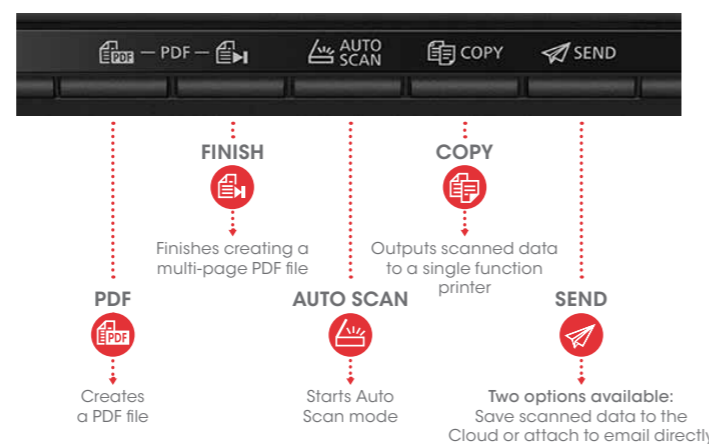 PDF – PDF – AUTO SCAN COPY SEND
FINISH
Finishes creating a
multi-page PDF file
COPY
Outputs scanned data
to a single function
printer
PDF
PDF
Creates
a PDF file
AUTO SCAN
Starts Auto
Scan mode
SEND
Two options available:
Save scanned data to the
Cloud or attach to email directly